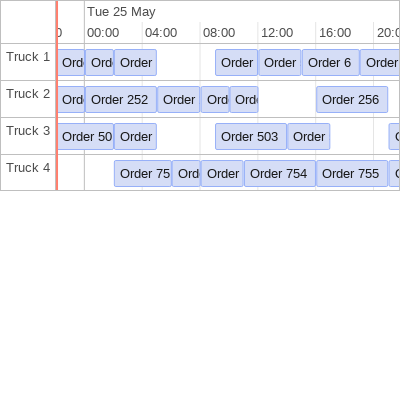 Tue 25 May
0 00:00 04:00 08:00 12:00 16:00 20:0
Truck 1 Ord Ord Order Order Order Order 6 Order
Truck 2 Ord Order 252 Order Ord Ord Order 256
Truck 3 Order 50 Order Order 503 Order
Truck 4 Order 75 Ord Order Order 754 Order 755